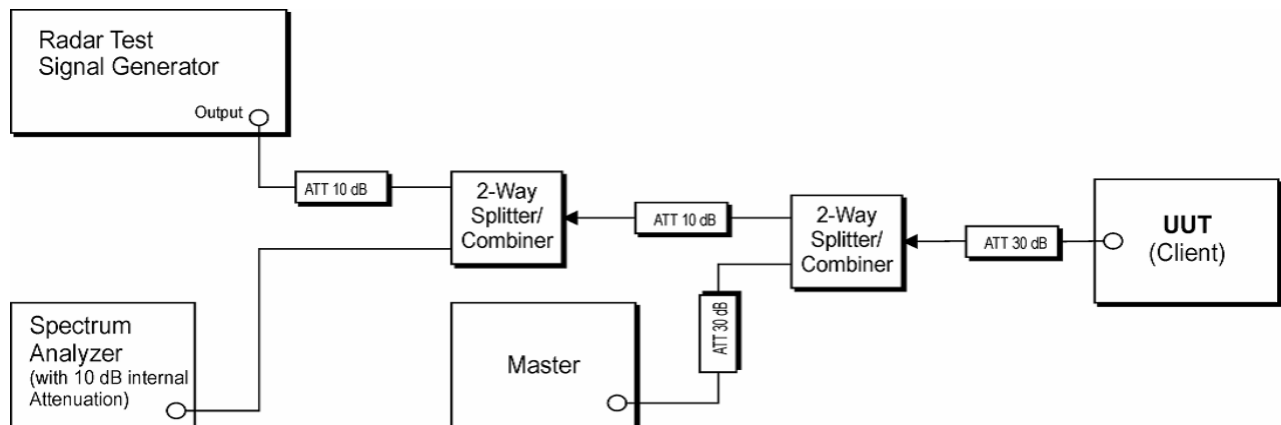 Radar Test
Signal Generator
Output
ATT 10 dB
2-Way
Splitter/
Combiner
ATT 10 dB
2-Way
Splitter/
Combiner
ATT 30 dB
UUT
(Client)
Spectrum
Analyzer
(with 10 dB internal
Attenuation)
Master
ATT 30 dB